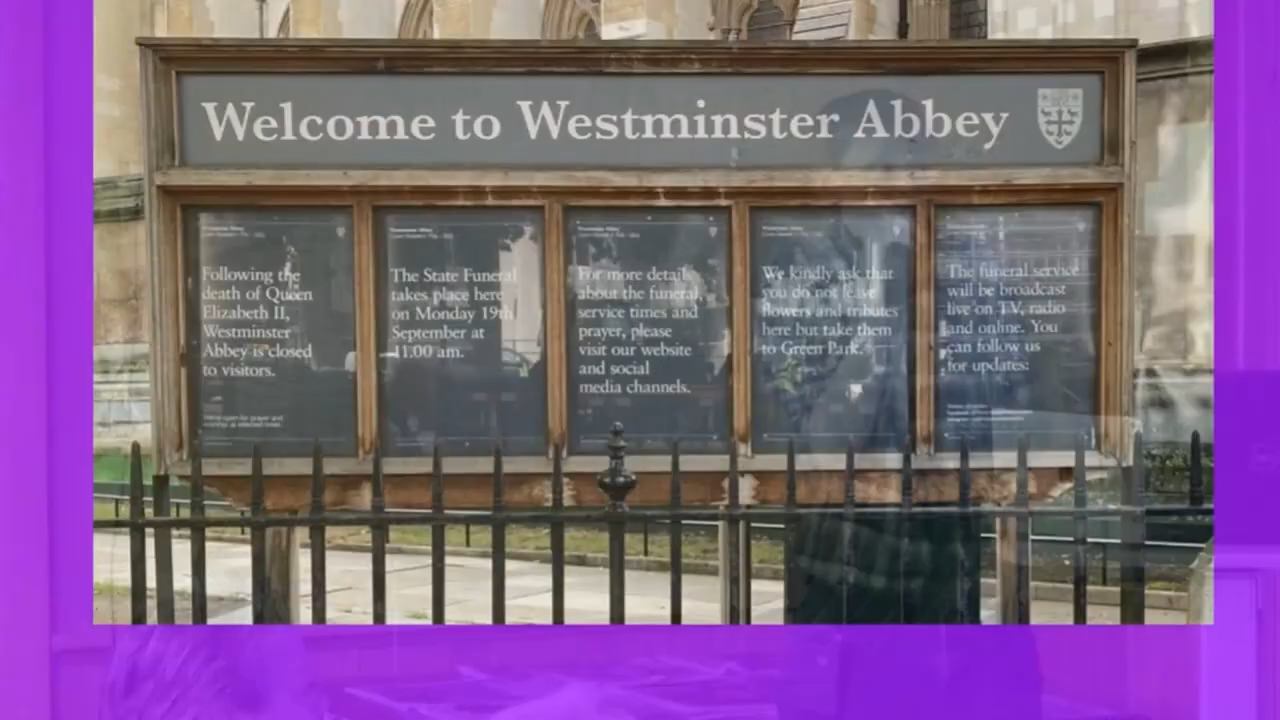 Welcome to Westminster Abbey
Following the
death of Queen
Elizabeth II,
Westminster
Abbey is closed
to visitors.
The State Funeral
takes place here
on Monday 19th
September at
11.00 am.
For more detail
about the funeral,
service times and
prayer, please
visit our website
and social
media channels.
We kindly ask that
you do not leave
flowers and tributes
here but take them
to Green Park.
The funeral service
will be broadcast
live on TV, radio
and online. You
can follow us
for updates: